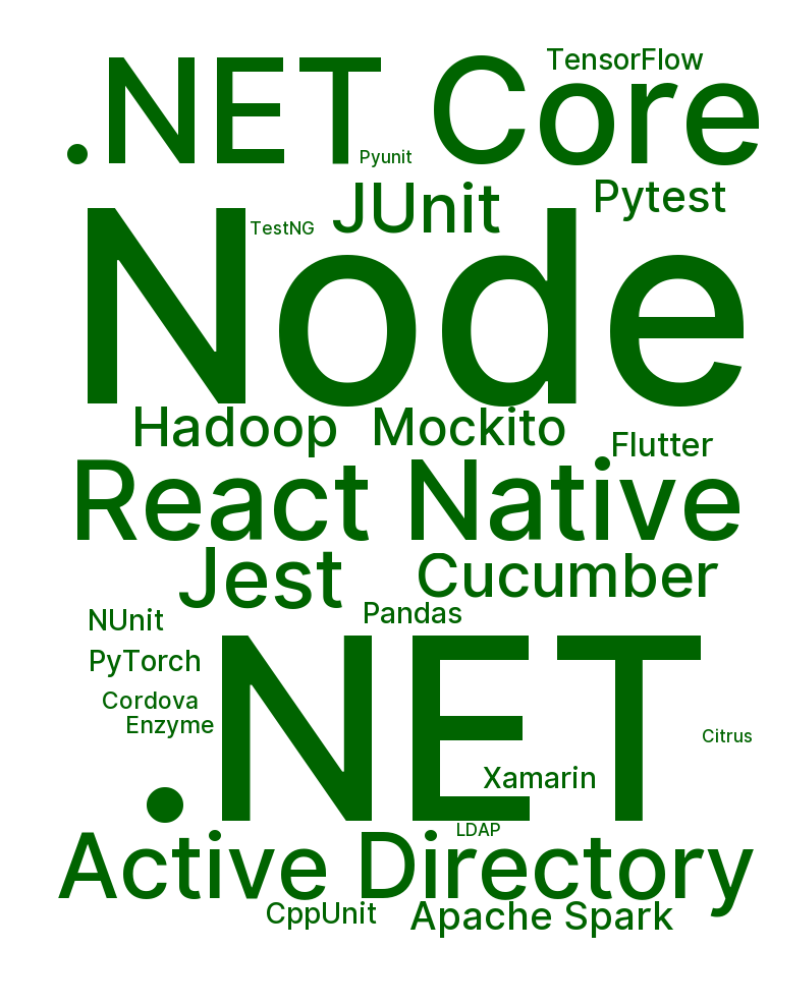 TensorFlow
.NET Core
Pyunit
JUnit
Pytest
TestNG
Node
Hadoop
Mockito
Flutter
React Native
Jest
Cucumber
NUnit
Pandas
PyTorch
.NET
Cordova
Enzyme
Citrus
Xamarin
LDAP
Active Directory
CppUnit
Apache Spark